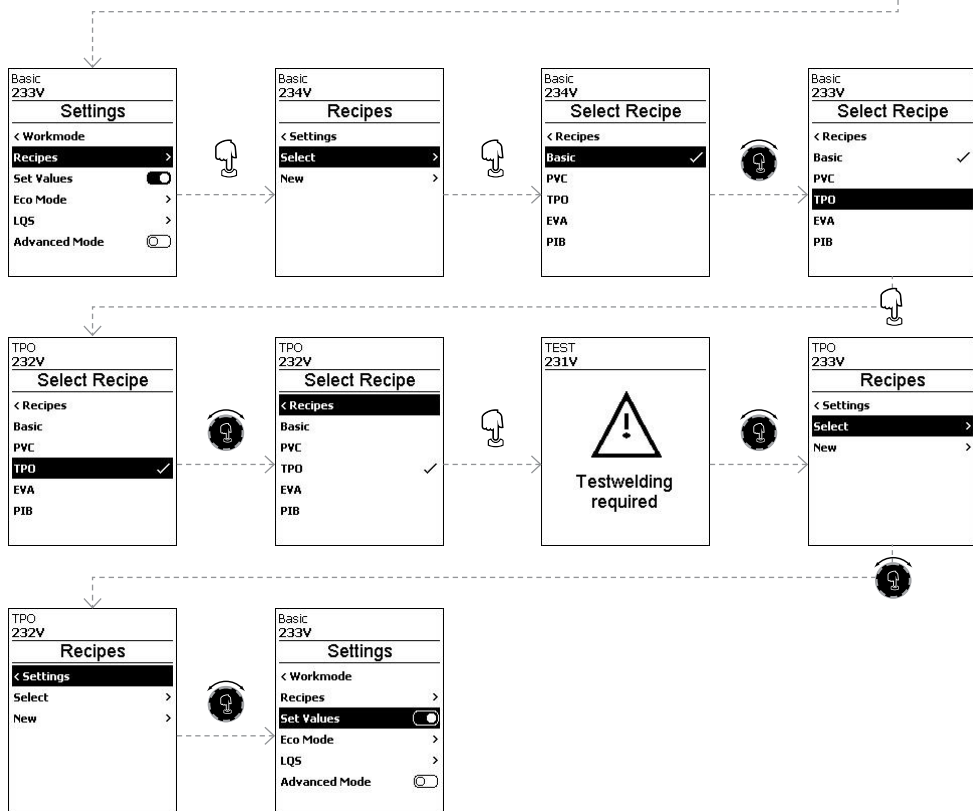 Basic
233V
Settings
< Workmode
Recipes >
Set Values
Eco Mode >
LQS >
Advanced Mode
Basic
234V
Recipes
< Settings
Select >
New >
Basic
234V
Select Recipe
< Recipes
Basic ✓
PVC
TPO
EVA
PIB
Basic
233V
Select Recipe
< Recipes
Basic ✓
PVC
TPO
EVA
PIB
TPO
232V
Select Recipe
< Recipes
Basic
PVC
TPO ✓
EVA
PIB
TPO
232V
Select Recipe
< Recipes
Basic
PVC
TPO ✓
EVA
PIB
TEST
231V
Testwelding
required
TPO
233V
Recipes
< Settings
Select >
New >
TPO
232V
Recipes
< Settings
Select >
New >
Basic
233V
Settings
< Workmode
Recipes >
Set Values
Eco Mode >
LQS >
Advanced Mode